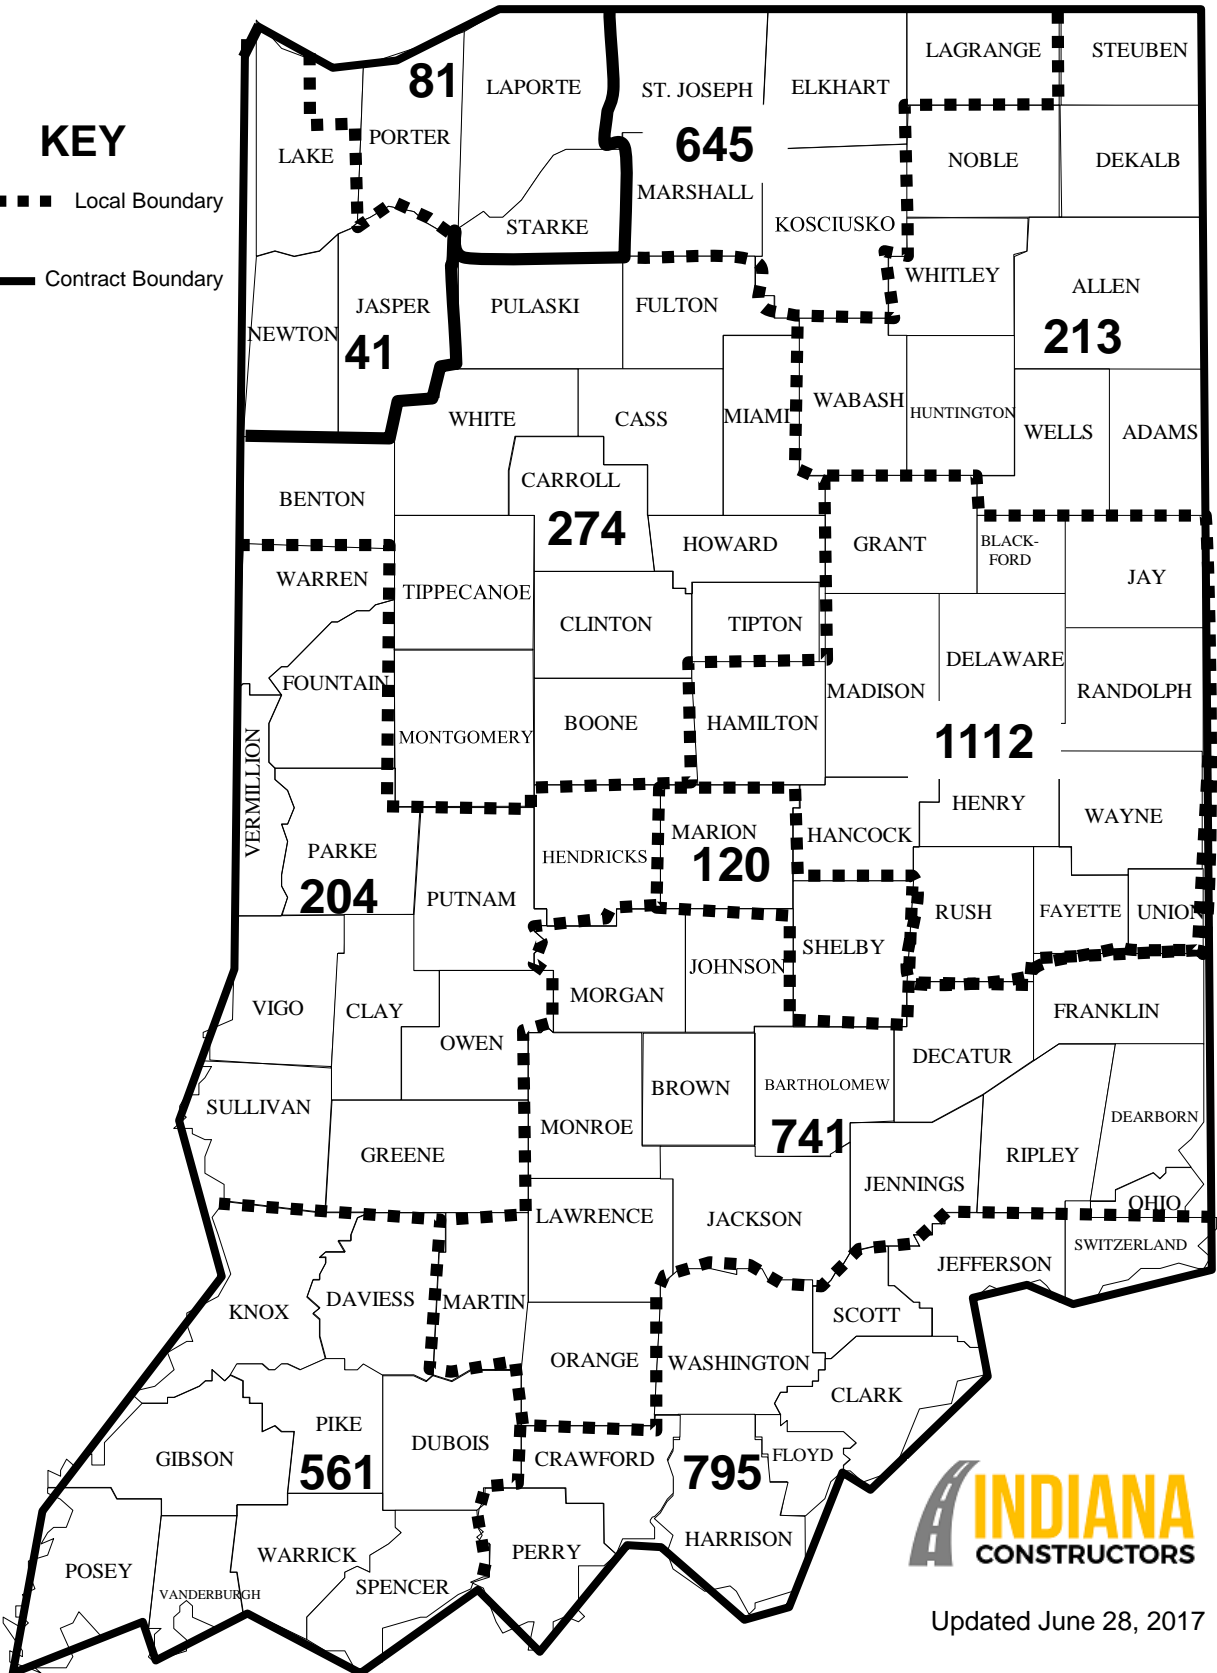 LAGRANGE
STEUBEN
81
LAPORTE
ST. JOSEPH
ELKHART
KEY
PORTER
645
LAKE
NOBLE
DEKALB
Local Boundary
MARSHALL
STARKE
KOSCIUSKO
Contract Boundary
WHITLEY
ALLEN
JASPER
PULASKI
FULTON
NEWTON
41
213
WHITE
CASS
MIAMI
WABASH
HUNTINGTON
WELLS
ADAMS
BENTON
CARROLL
274
HOWARD
GRANT
BLACK-
FORD
JAY
WARREN
TIPPECANOE
CLINTON
TIPTON
DELAWARE
FOUNTAIN
MADISON
RANDOLPH
MONTGOMERY
BOONE
HAMILTON
1112
VERMILLION
HENRY
WAYNE
PARKE
HENDRICKS
MARION
120
HANCOCK
204
PUTNAM
RUSH
FAYETTE
UNION
SHELBY
JOHNSON
VIGO
CLAY
MORGAN
FRANKLIN
OWEN
DECATUR
SULLIVAN
BROWN
BARTHOLOMEW
MONROE
741
DEARBORN
GREENE
RIPLEY
JENNINGS
OHIO
LAWRENCE
JACKSON
SWITZERLAND
JEFFERSON
KNOX
DAVIESS
MARTIN
SCOTT
ORANGE
WASHINGTON
CLARK
PIKE
DUBOIS
GIBSON
561
CRAWFORD
795
FLOYD
INDIANA
CONSTRUCTORS
HARRISON
POSEY
WARRICK
PERRY
VANDERBURGH
SPENCER
Updated June 28, 2017